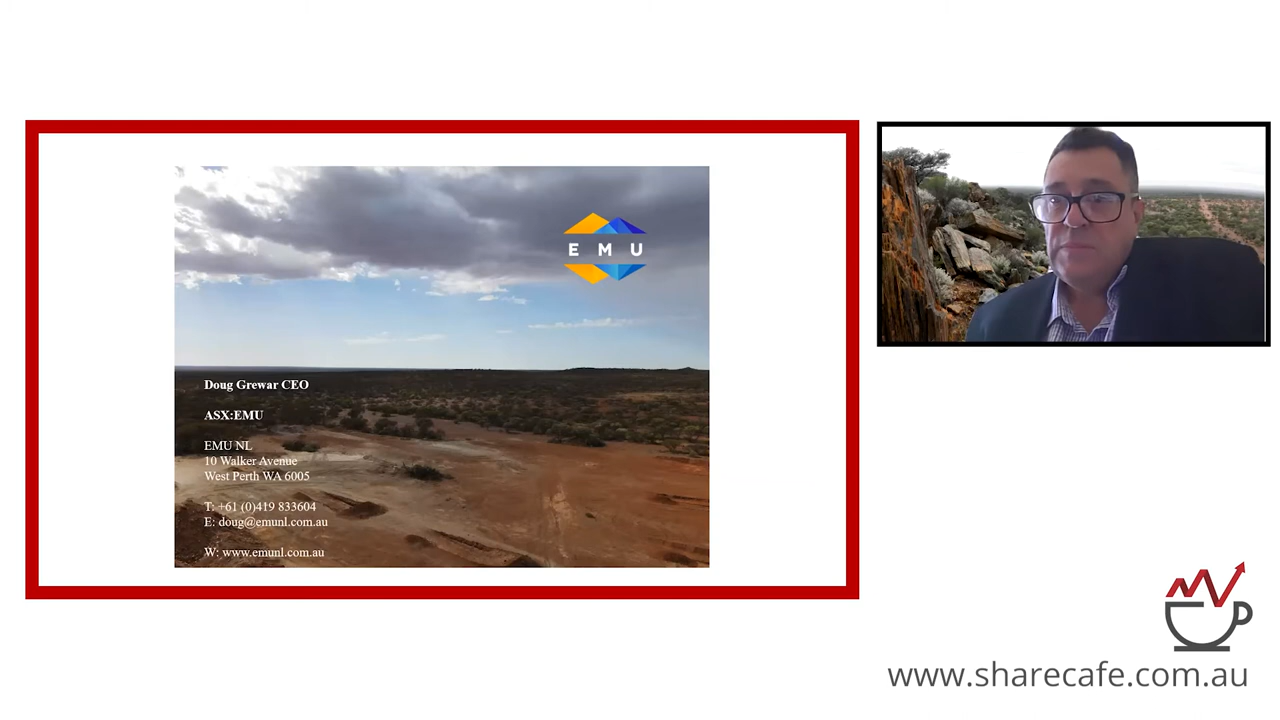 E M U
Doug Grewar CEO
ASX:EMU
EMU NL
10 Walker Avenue
West Perth WA 6005
T: +61 (0)419 833604
E: doug@emunl.com.au
W: www.emunl.com.au
www.sharecafe.com.au